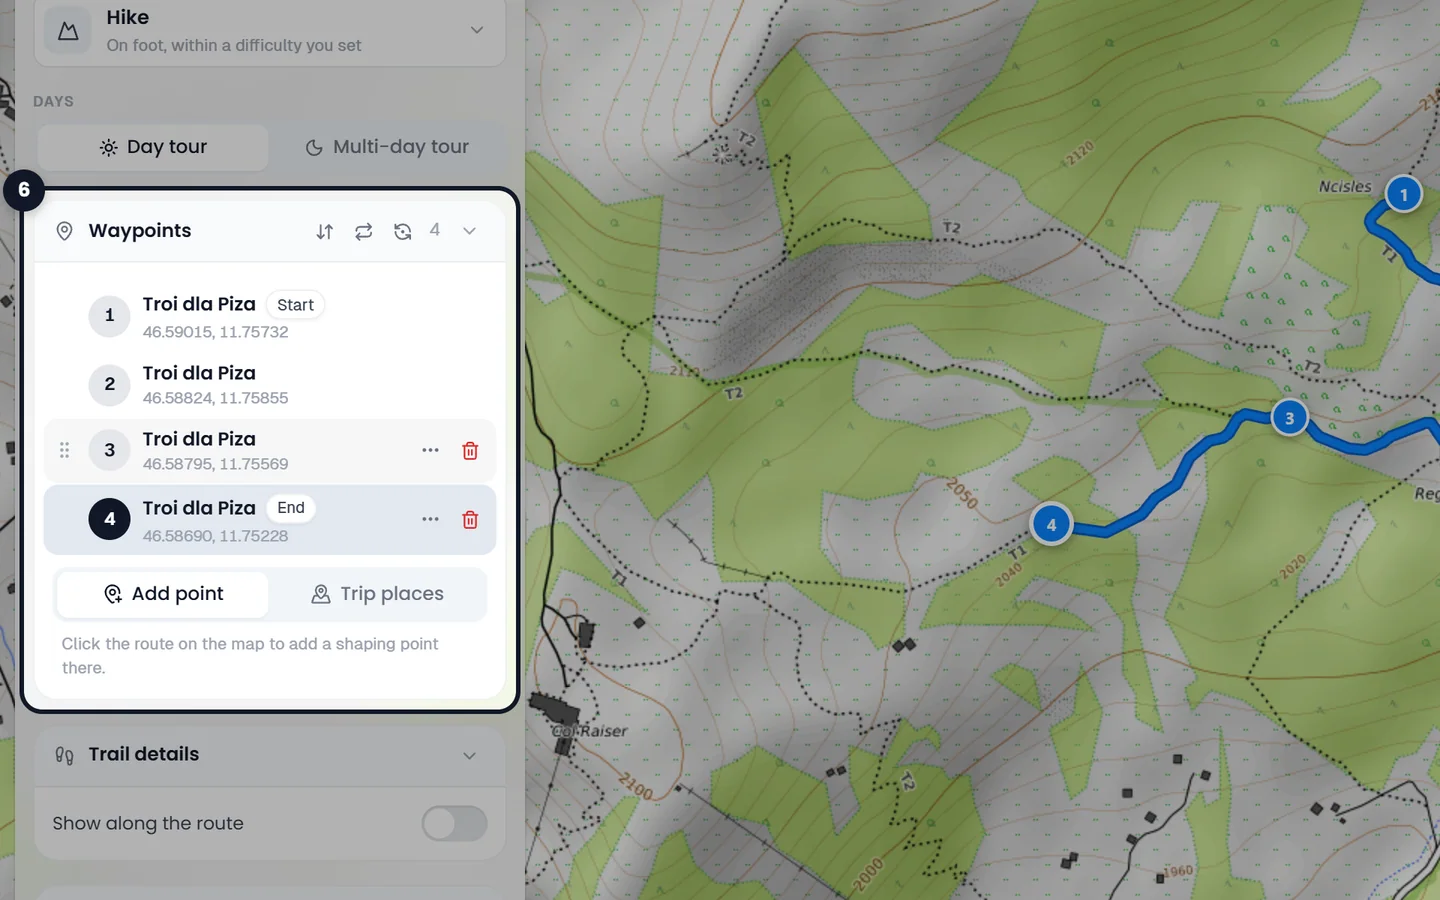 Hike
On foot, within a difficulty you set
DAYS
Day tour
Multi-day tour
6
Waypoints
4
1
Troi dla Piza
Start
46.59015, 11.75732
2
Troi dla Piza
46.58824, 11.75855
3
Troi dla Piza
46.58795, 11.75569
4
Troi dla Piza
End
46.58690, 11.75228
Add point
Trip places
Click the route on the map to add a shaping point
there.
Trail details
Show along the route
T2
2120
Ncisles
1
T2
T1
T2
T2
3
2050
4
T1
2040
T1
2020
Col Raiser
2100
T2
2000
1960